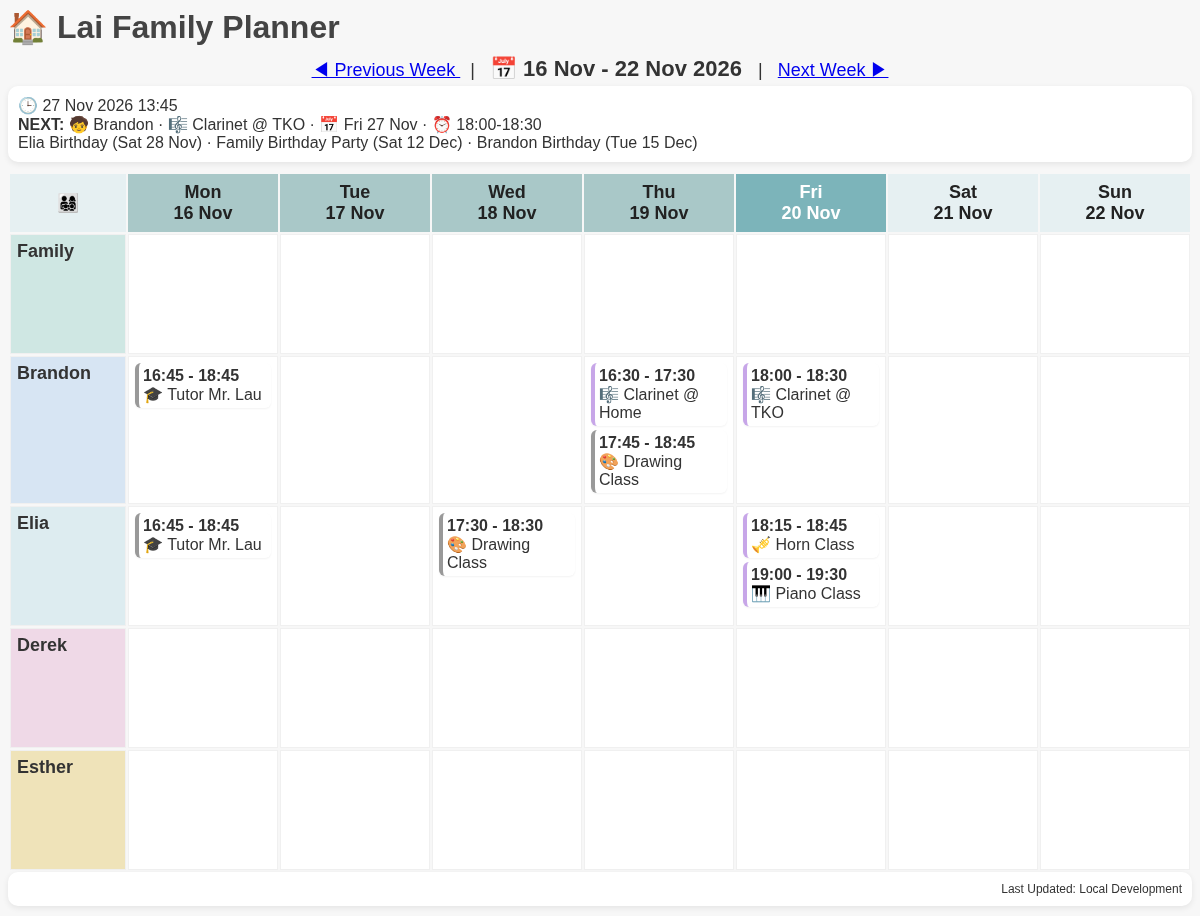 🏠 Lai Family Planner
◀ Previous Week | 📅 16 Nov - 22 Nov 2026 | Next Week ▶
🕒 27 Nov 2026 13:45
NEXT: 🧒 Brandon · 🎼 Clarinet @ TKO · 📅 Fri 27 Nov · ⏰ 18:00-18:30
Elia Birthday (Sat 28 Nov) · Family Birthday Party (Sat 12 Dec) · Brandon Birthday (Tue 15 Dec)
Mon
16 Nov
Tue
17 Nov
Wed
18 Nov
Thu
19 Nov
Fri
20 Nov
Sat
21 Nov
Sun
22 Nov
Family
Brandon
16:45 - 18:45
🎓 Tutor Mr. Lau
16:30 - 17:30
🎼 Clarinet @
Home
17:45 - 18:45
🎨 Drawing
Class
18:00 - 18:30
🎼 Clarinet @
TKO
Elia
16:45 - 18:45
🎓 Tutor Mr. Lau
17:30 - 18:30
🎨 Drawing
Class
18:15 - 18:45
🎺 Horn Class
19:00 - 19:30
🎹 Piano Class
Derek
Esther
Last Updated: Local Development